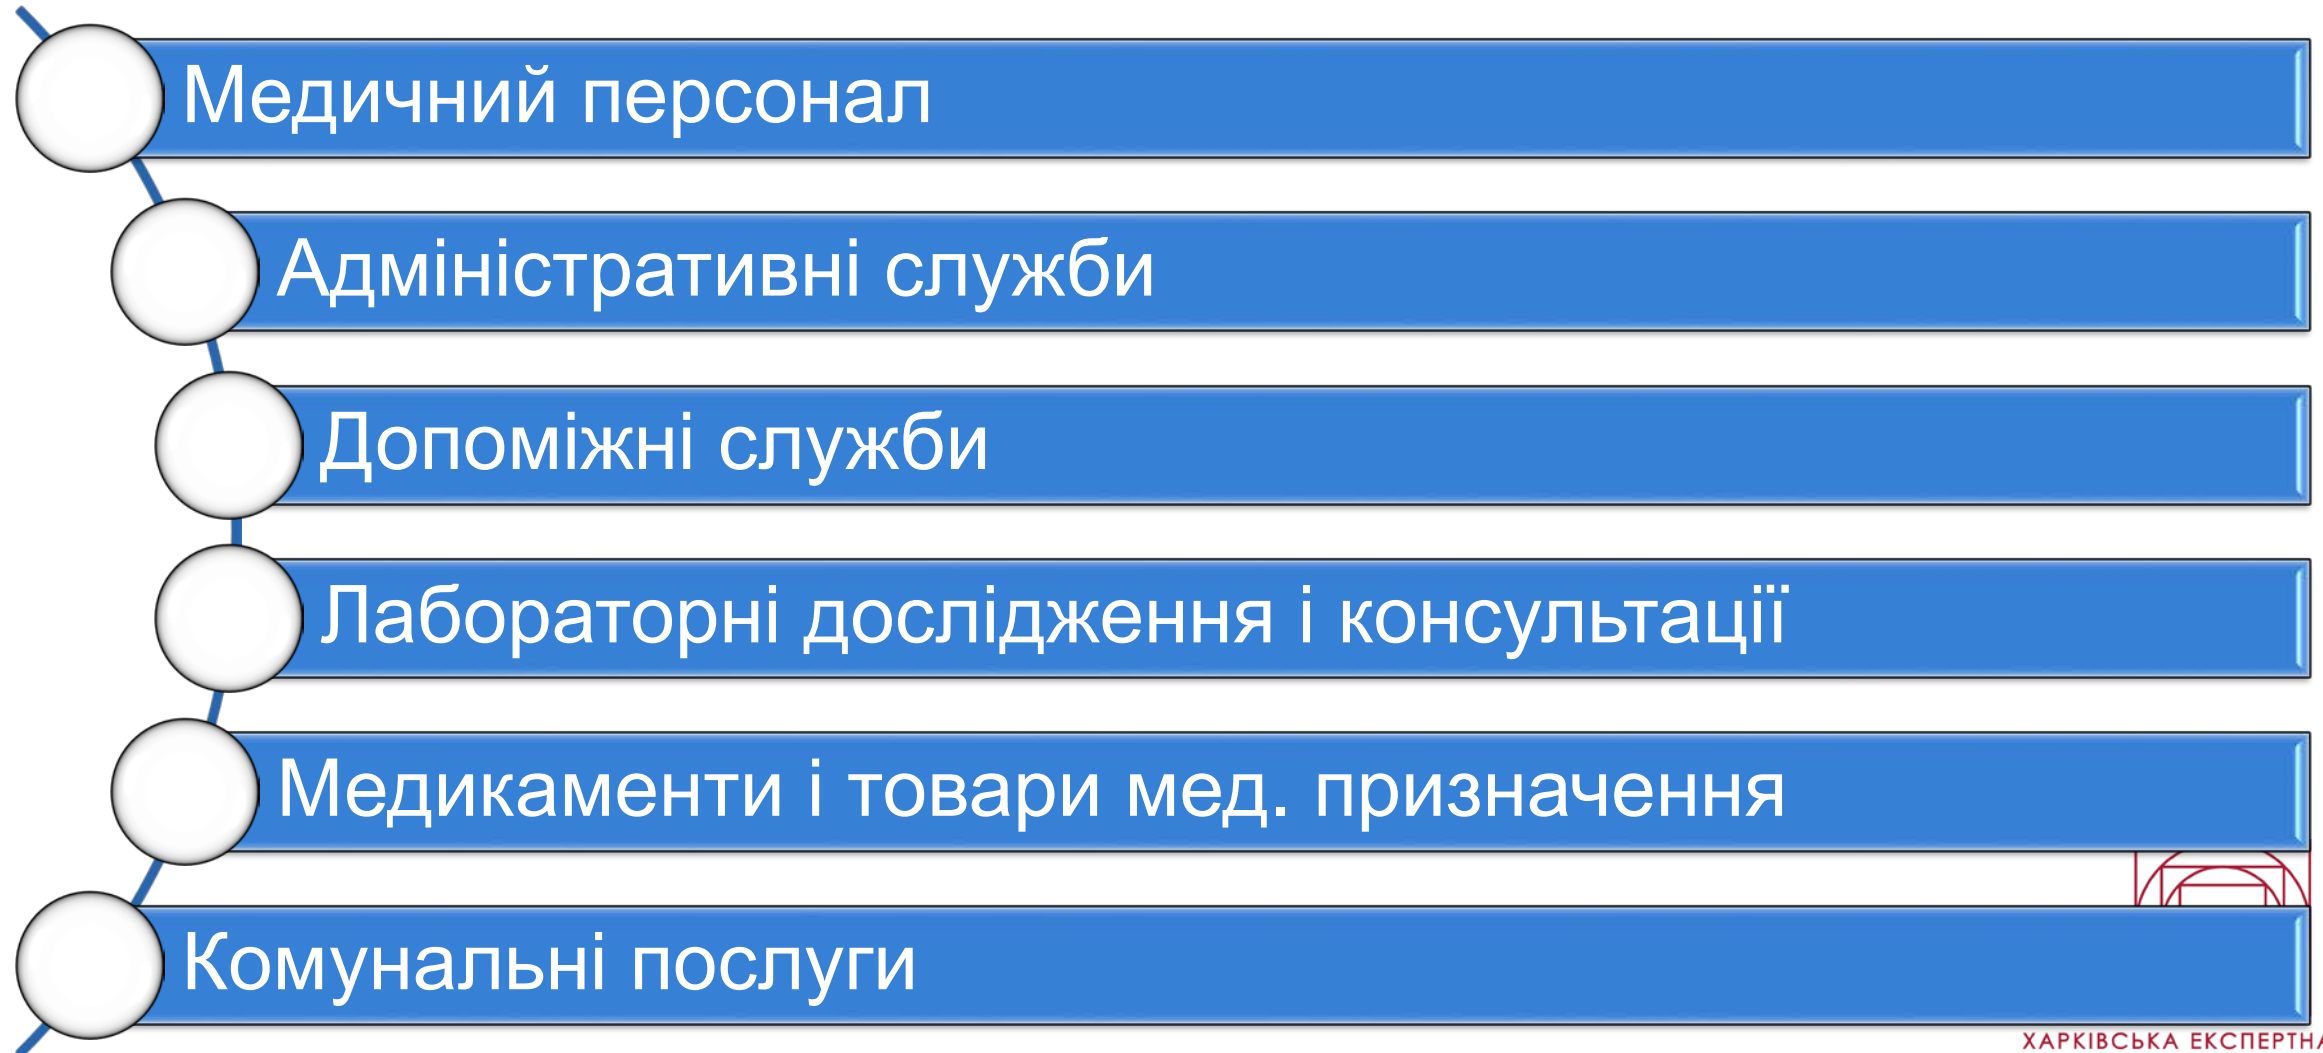 Медичний персонал
Адміністративні служби
Допоміжні служби
Лабораторні дослідження і консультації
Медикаменти і товари мед. призначення
Комунальні послуги
ХАРКІВСЬКА